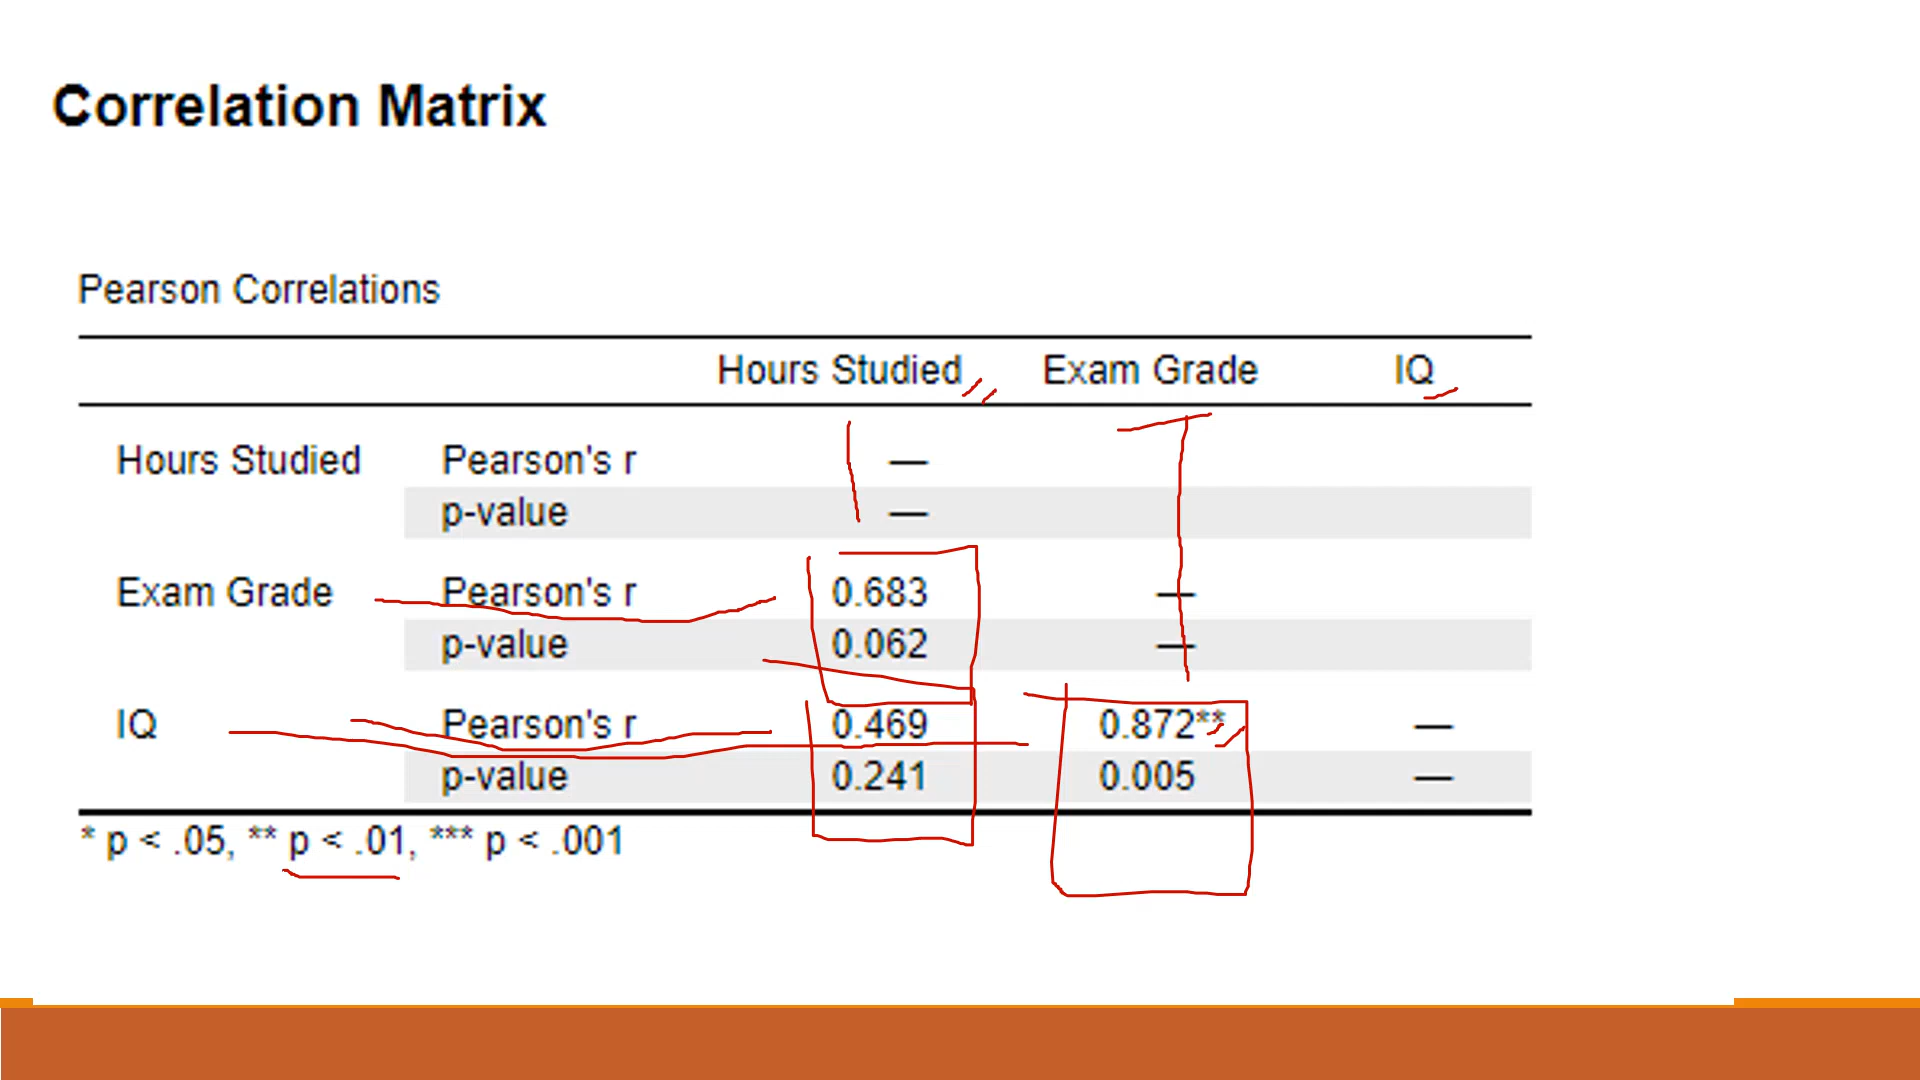 Correlation Matrix
Pearson Correlations
Hours Studied Exam Grade IQ
Hours Studied Pearson's r —
p-value —
Exam Grade Pearson's r 0.683 —
p-value 0.062 —
IQ Pearson's r 0.469 0.872** —
p-value 0.241 0.005 —
* p < .05, ** p < .01, *** p < .001